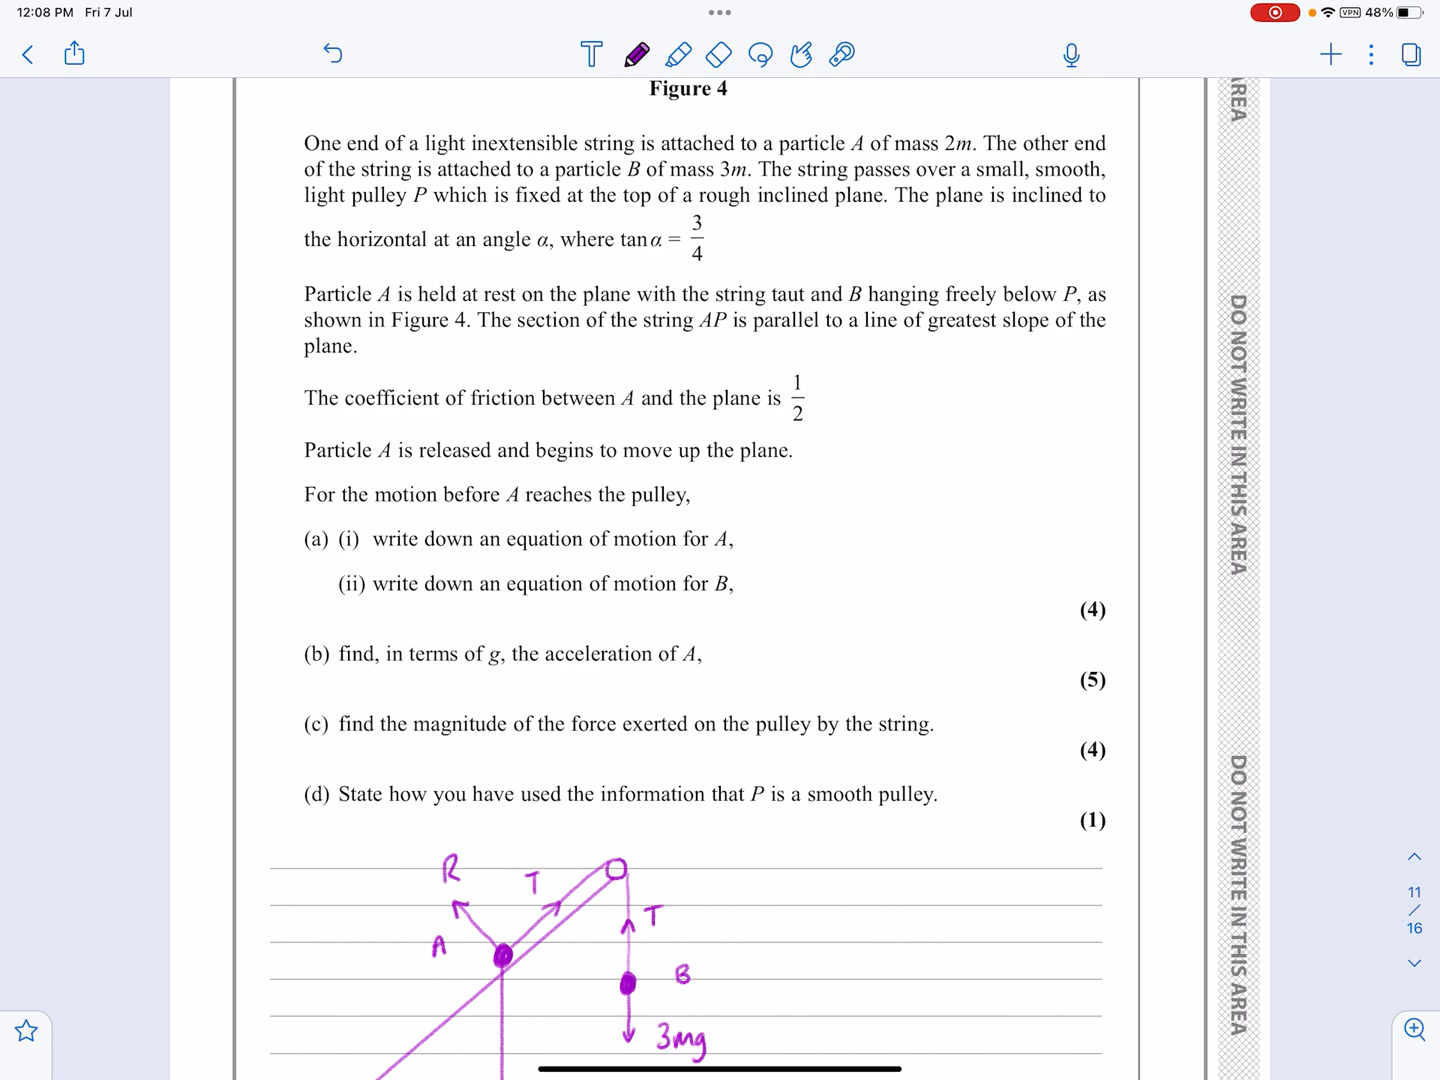 12:08 PM Fri 7 Jul
VPN 48%
Figure 4
One end of a light inextensible string is attached to a particle A of mass 2m. The other end
of the string is attached to a particle B of mass 3m. The string passes over a small, smooth,
light pulley P which is fixed at the top of a rough inclined plane. The plane is inclined to
the horizontal at an angle α, where tan α = 3/4
Particle A is held at rest on the plane with the string taut and B hanging freely below P, as
shown in Figure 4. The section of the string AP is parallel to a line of greatest slope of the
plane.
The coefficient of friction between A and the plane is 1/2
Particle A is released and begins to move up the plane.
For the motion before A reaches the pulley,
(a) (i) write down an equation of motion for A,
(ii) write down an equation of motion for B,
(4)
(b) find, in terms of g, the acceleration of A,
(5)
(c) find the magnitude of the force exerted on the pulley by the string.
(4)
(d) State how you have used the information that P is a smooth pulley.
(1)
R
T
T
A
B
3mg
REA
DO NOT WRITE IN THIS AREA
DO NOT WRITE IN THIS AREA
11
/
16